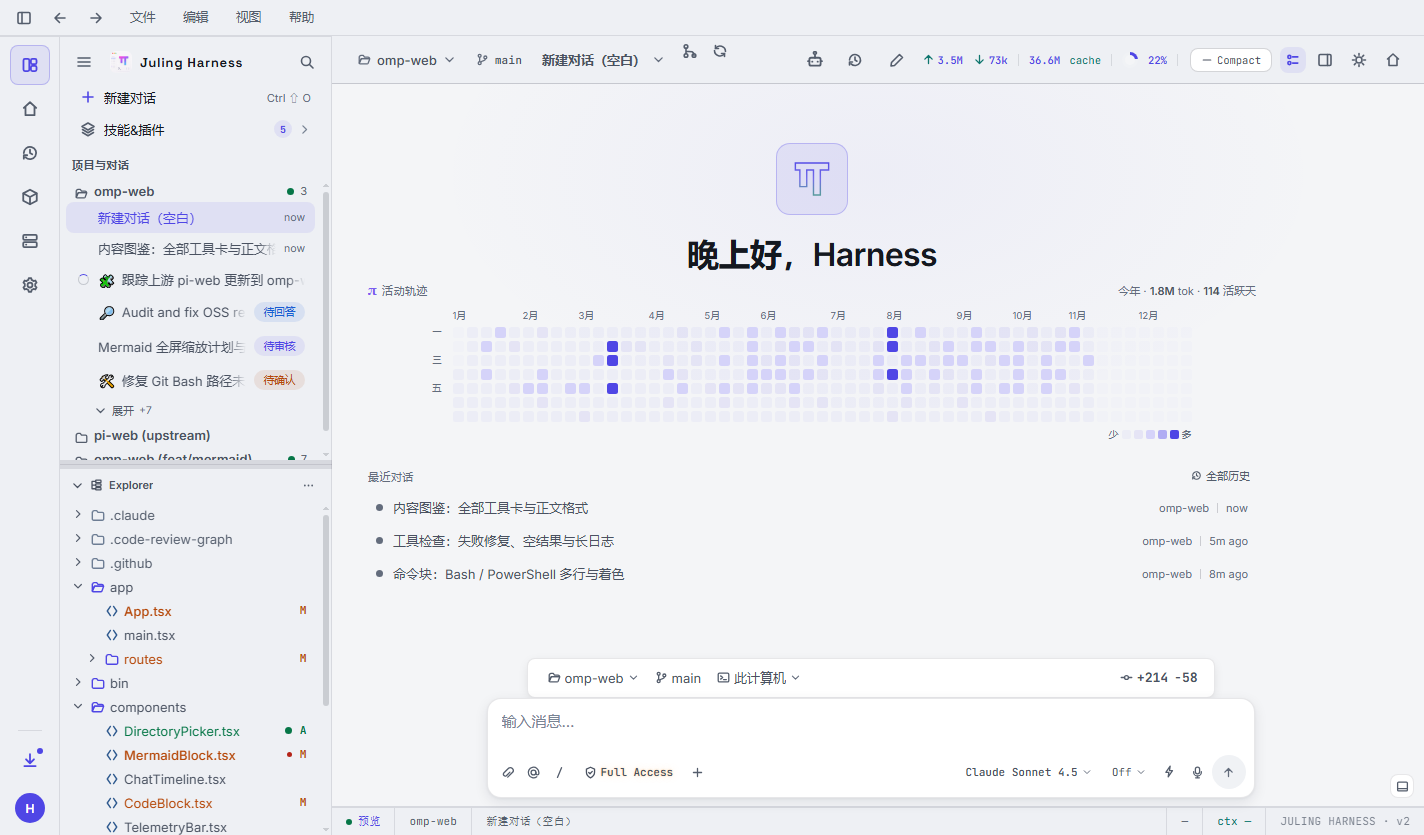 文件 编辑 视图 帮助
Juling Harness
omp-web main 新建对话（空白） 3.5M 73k 36.6M cache 22% Compact
新建对话 Ctrl ⇧ O
技能&插件 5
项目与对话
omp-web 3
新建对话（空白） now
内容图鉴：全部工具卡与正文 now
跟踪上游 pi-web 更新到 omp-
Audit and fix OSS re 待回答
Mermaid 全屏缩放计划与 待审核
修复 Git Bash 路径未 待确认
展开 +7
pi-web (upstream)
omp-web (feat/mermaid) 7
Explorer ···
.claude
.code-review-graph
.github
app
App.tsx M
main.tsx
routes M
bin
components
DirectoryPicker.tsx A
MermaidBlock.tsx M
ChatTimeline.tsx
CodeBlock.tsx M
TelemetryBar.tsx
H
晚上好，Harness
π 活动轨迹 今年 · 1.8M tok · 114 活跃天
1月 2月 3月 4月 5月 6月 7月 8月 9月 10月 11月 12月
一
三
五
少 多
最近对话 全部历史
内容图鉴：全部工具卡与正文格式 omp-web now
工具检查：失败修复、空结果与长日志 omp-web 5m ago
命令块：Bash / PowerShell 多行与着色 omp-web 8m ago
omp-web main 此计算机 +214 -58
输入消息...
@ / Full Access + Claude Sonnet 4.5 Off
预览 omp-web 新建对话（空白） — ctx — JULING HARNESS · v2